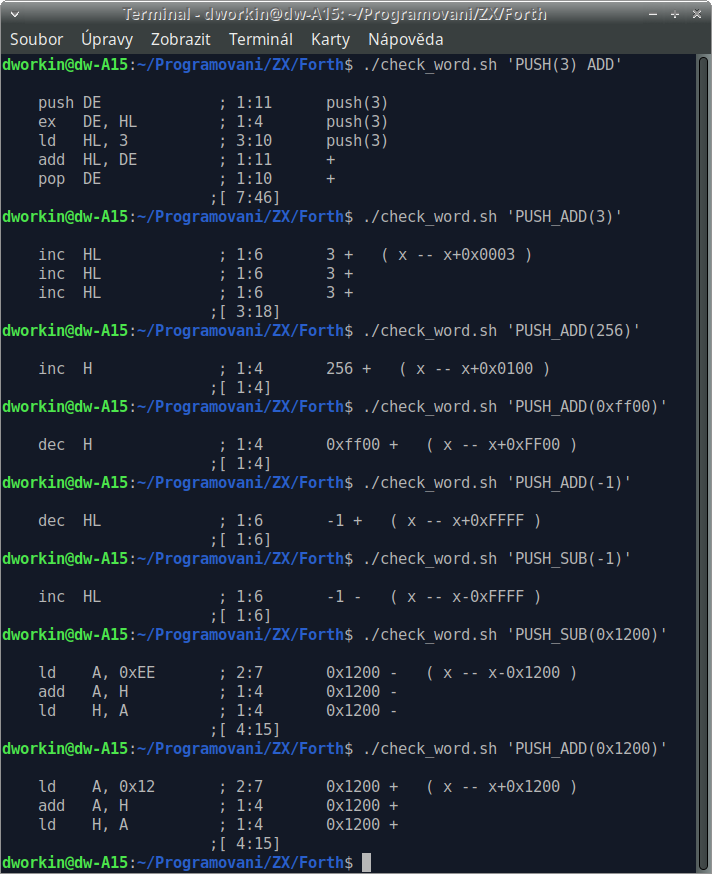 Terminal - dworkin@dw-A15: ~/Programovani/ZX/Forth
Soubor Úpravy Zobrazit Terminál Karty Nápověda
dworkin@dw-A15:~/Programovani/ZX/Forth$ ./check_word.sh 'PUSH(3) ADD'
push DE ; 1:11 push(3)
ex DE, HL ; 1:4 push(3)
ld HL, 3 ; 3:10 push(3)
add HL, DE ; 1:11 +
pop DE ; 1:10 +
;[ 7:46]
dworkin@dw-A15:~/Programovani/ZX/Forth$ ./check_word.sh 'PUSH_ADD(3)'
inc HL ; 1:6 3 + ( x -- x+0x0003 )
inc HL ; 1:6 3 +
inc HL ; 1:6 3 +
;[ 3:18]
dworkin@dw-A15:~/Programovani/ZX/Forth$ ./check_word.sh 'PUSH_ADD(256)'
inc H ; 1:4 256 + ( x -- x+0x0100 )
;[ 1:4]
dworkin@dw-A15:~/Programovani/ZX/Forth$ ./check_word.sh 'PUSH_ADD(0xff00)'
dec H ; 1:4 0xff00 + ( x -- x+0xFF00 )
;[ 1:4]
dworkin@dw-A15:~/Programovani/ZX/Forth$ ./check_word.sh 'PUSH_ADD(-1)'
dec HL ; 1:6 -1 + ( x -- x+0xFFFF )
;[ 1:6]
dworkin@dw-A15:~/Programovani/ZX/Forth$ ./check_word.sh 'PUSH_SUB(-1)'
inc HL ; 1:6 -1 - ( x -- x-0xFFFF )
;[ 1:6]
dworkin@dw-A15:~/Programovani/ZX/Forth$ ./check_word.sh 'PUSH_SUB(0x1200)'
ld A, 0xEE ; 2:7 0x1200 - ( x -- x-0x1200 )
add A, H ; 1:4 0x1200 -
ld H, A ; 1:4 0x1200 -
;[ 4:15]
dworkin@dw-A15:~/Programovani/ZX/Forth$ ./check_word.sh 'PUSH_ADD(0x1200)'
ld A, 0x12 ; 2:7 0x1200 + ( x -- x+0x1200 )
add A, H ; 1:4 0x1200 +
ld H, A ; 1:4 0x1200 +
;[ 4:15]
dworkin@dw-A15:~/Programovani/ZX/Forth$